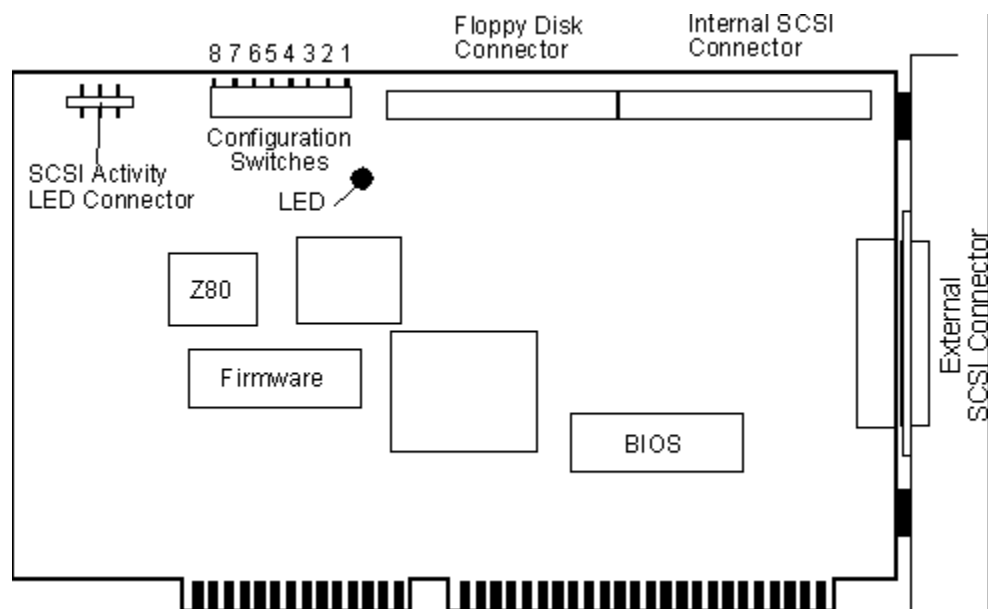 Floppy Disk
Connector
Internal SCSI
Connector
8 7 6 5 4 3 2 1
Configuration
Switches
SCSI Activity
LED Connector
LED
Z80
Firmware
BIOS
External
SCSI Connector